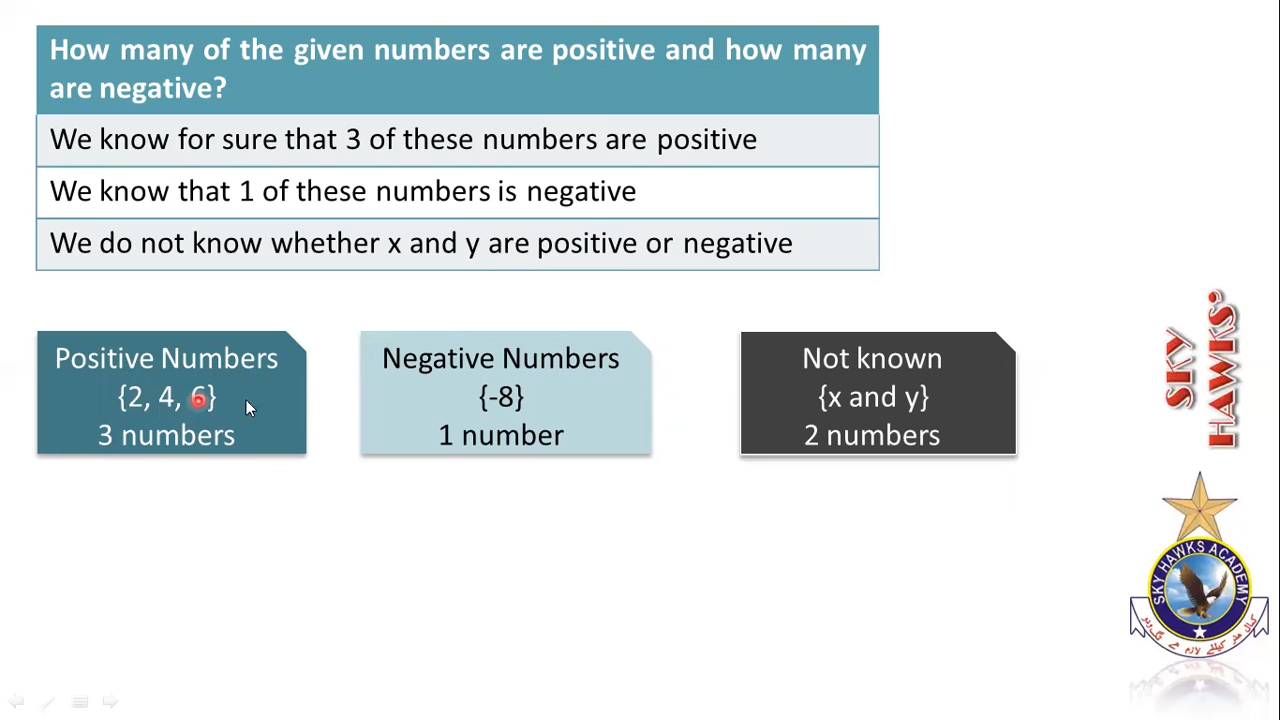 How many of the given numbers are positive and how many
are negative?
We know for sure that 3 of these numbers are positive
We know that 1 of these numbers is negative
We do not know whether x and y are positive or negative
Positive Numbers
{2, 4, 6}
3 numbers
Negative Numbers
{-8}
1 number
Not known
{x and y}
2 numbers
SKY
HAWKS'
SKY HAWKS ACADEMY